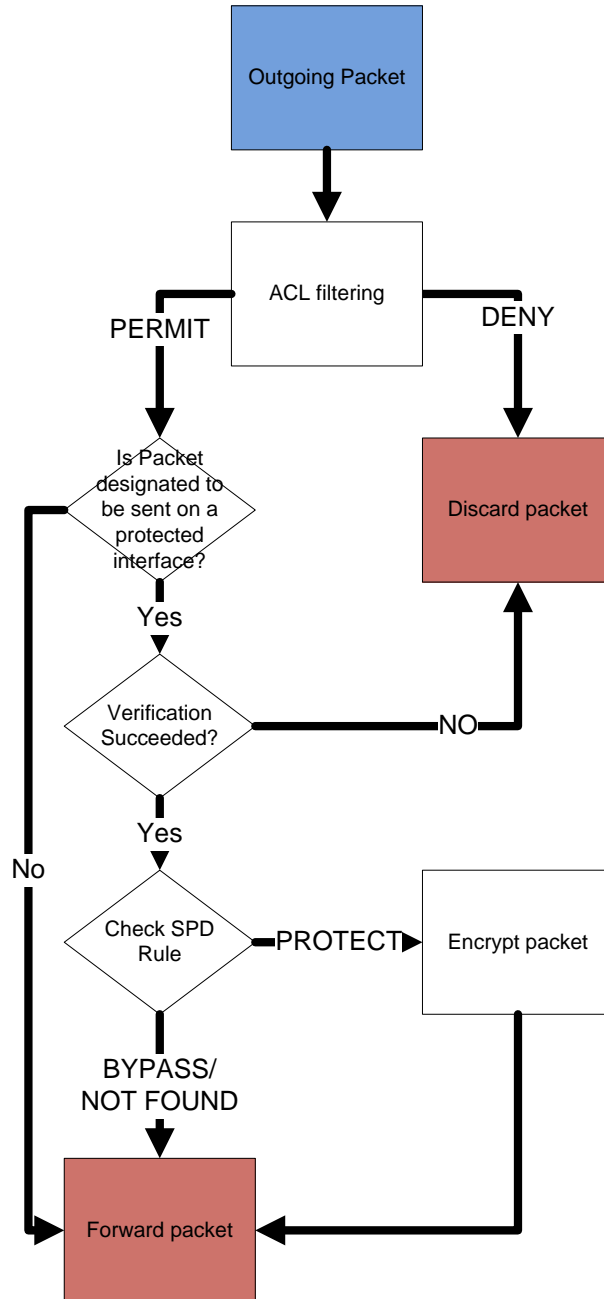 Outgoing Packet
ACL filtering
PERMIT
DENY
Is Packet
designated to
be sent on a
protected
interface?
Discard packet
Yes
Verification
Succeeded?
NO
Yes
No
Check SPD
Rule
PROTECT
Encrypt packet
BYPASS/
NOT FOUND
Forward packet